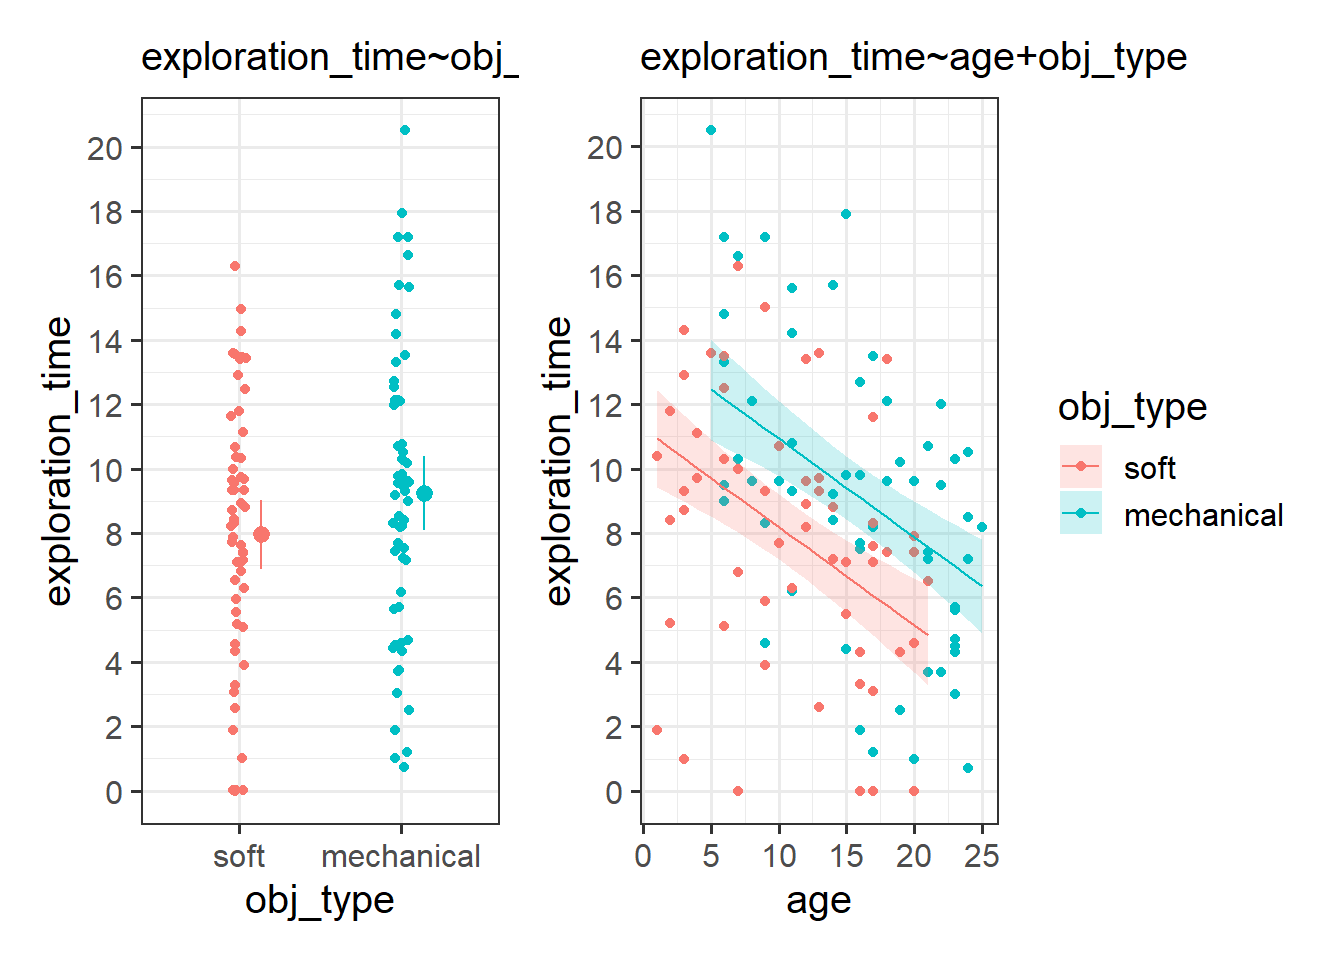 exploration_time~obj_
exploration_time~age+obj_type
exploration_time
20
18
16
14
12
10
8
6
4
2
0
soft mechanical
obj_type
exploration_time
20
18
16
14
12
10
8
6
4
2
0
0 5 10 15 20 25
age
obj_type
soft
mechanical